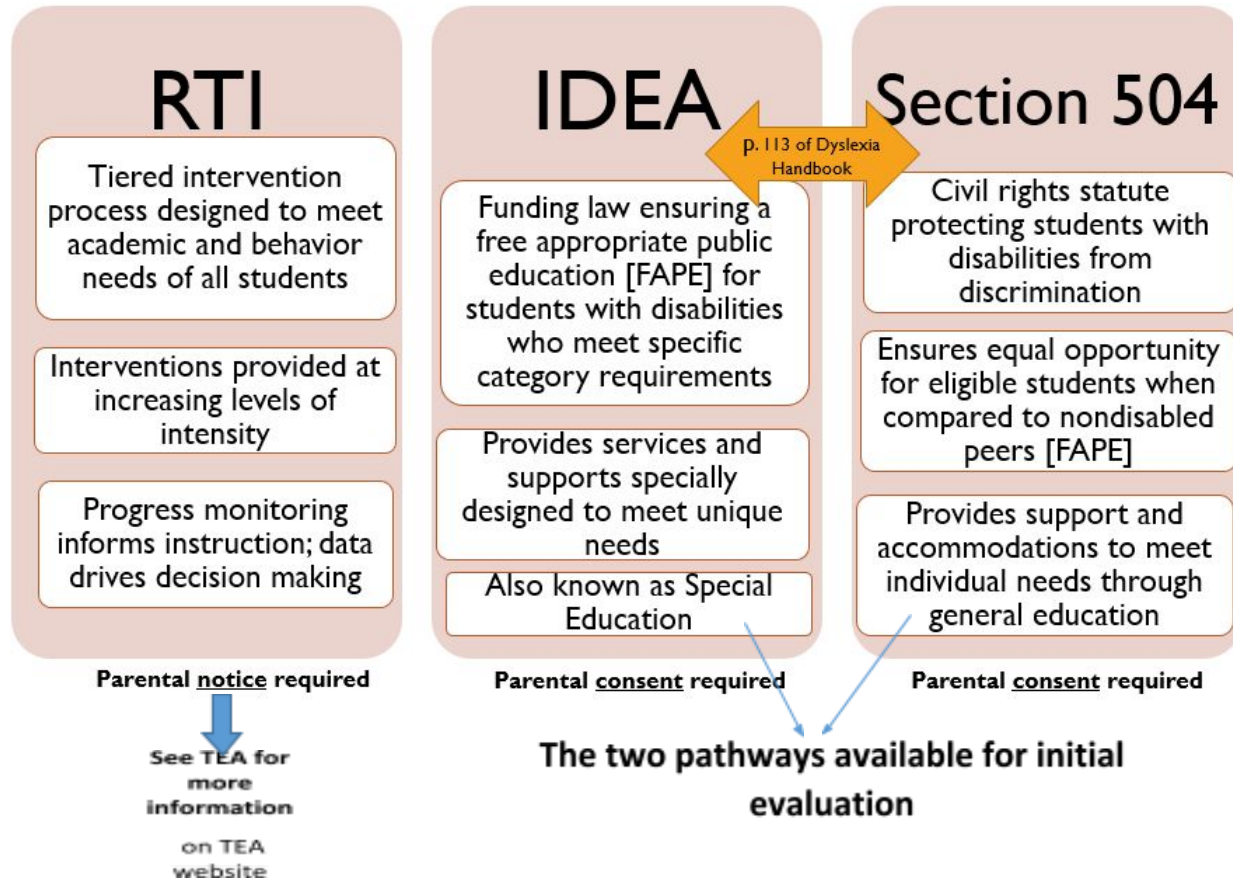 RTI
Tiered intervention
process designed to meet
academic and behavior
needs of all students
Interventions provided at
increasing levels of
intensity
Progress monitoring
informs instruction; data
drives decision making
Parental notice required
See TEA for
more
information
on TEA
website
IDEA
p. 113 of Dyslexia
Handbook
Funding law ensuring a
free appropriate public
education [FAPE] for
students with disabilities
who meet specific
category requirements
Provides services and
supports specially
designed to meet unique
needs
Also known as Special
Education
Parental consent required
Section 504
Civil rights statute
protecting students with
disabilities from
discrimination
Ensures equal opportunity
for eligible students when
compared to nondisabled
peers [FAPE]
Provides support and
accommodations to meet
individual needs through
general education
Parental consent required
The two pathways available for initial
evaluation